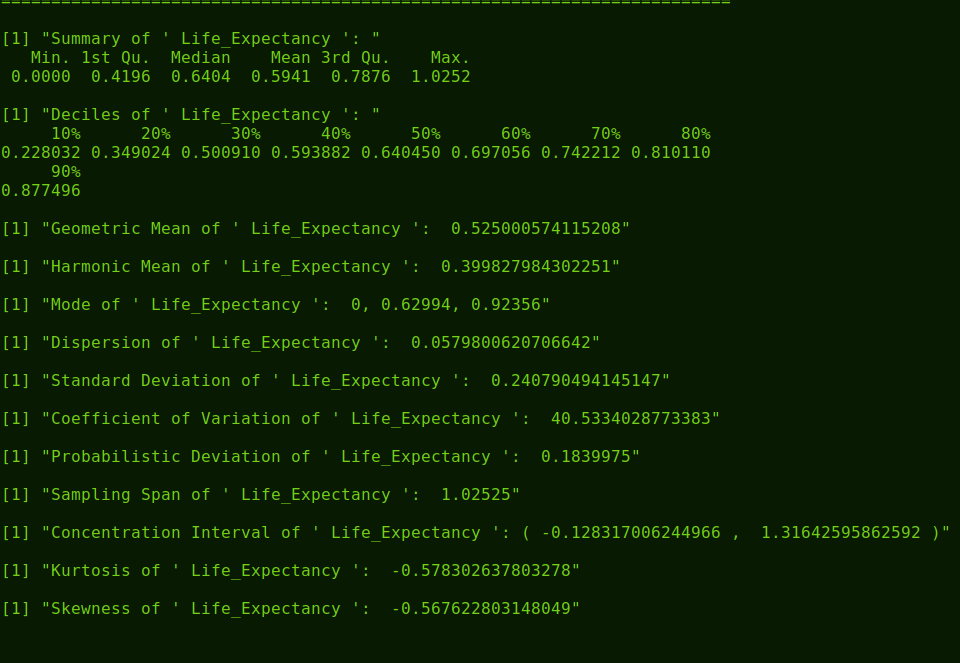 =========================================================================
[1] "Summary of ' Life_Expectancy ': "
   Min. 1st Qu.  Median    Mean 3rd Qu.    Max.
 0.0000  0.4196  0.6404  0.5941  0.7876  1.0252
[1] "Deciles of ' Life_Expectancy ': "
     10%      20%      30%      40%      50%      60%      70%      80%
0.228032 0.349024 0.500910 0.593882 0.640450 0.697056 0.742212 0.810110
     90%
0.877496
[1] "Geometric Mean of ' Life_Expectancy ':  0.525000574115208"
[1] "Harmonic Mean of ' Life_Expectancy ':  0.399827984302251"
[1] "Mode of ' Life_Expectancy ':  0, 0.62994, 0.92356"
[1] "Dispersion of ' Life_Expectancy ':  0.0579800620706642"
[1] "Standard Deviation of ' Life_Expectancy ':  0.240790494145147"
[1] "Coefficient of Variation of ' Life_Expectancy ':  40.5334028773383"
[1] "Probabilistic Deviation of ' Life_Expectancy ':  0.1839975"
[1] "Sampling Span of ' Life_Expectancy ':  1.02525"
[1] "Concentration Interval of ' Life_Expectancy ': ( -0.128317006244966 ,  1.31642595862592 )"
[1] "Kurtosis of ' Life_Expectancy ':  -0.578302637803278"
[1] "Skewness of ' Life_Expectancy ':  -0.567622803148049"